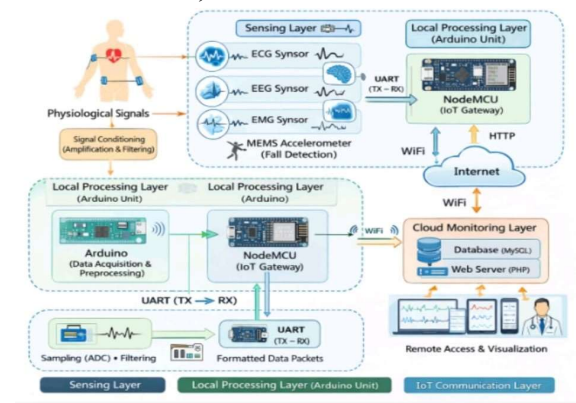 Sensing Layer
Local Processing Layer
(Arduino Unit)
ECG Synsor
EEG Synsor
EMG Synsor
MEMS Accelerometer
(Fall Detection)
UART
(TX – RX)
NodeMCU
(IoT Gateway)
Physiological Signals
Signal Conditioning
(Amplification & Filtering)
WiFi
HTTP
Internet
WiFi
Local Processing Layer
(Arduino Unit)
Local Processing Layer
(Arduino)
Arduino
(Data Acquisition &
Preprocessing)
NodeMCU
(IoT Gateway)
WiFi
UART (TX → RX)
Cloud Monitoring Layer
Database (MySGL)
Web Server (PHP)
Remote Access & Visualization
Sampling (ADC) • Filtering
UART
(TX – RX)
Formatted Data Packets
Sensing Layer
Local Processing Layer (Arduino Unit)
IoT Communication Layer